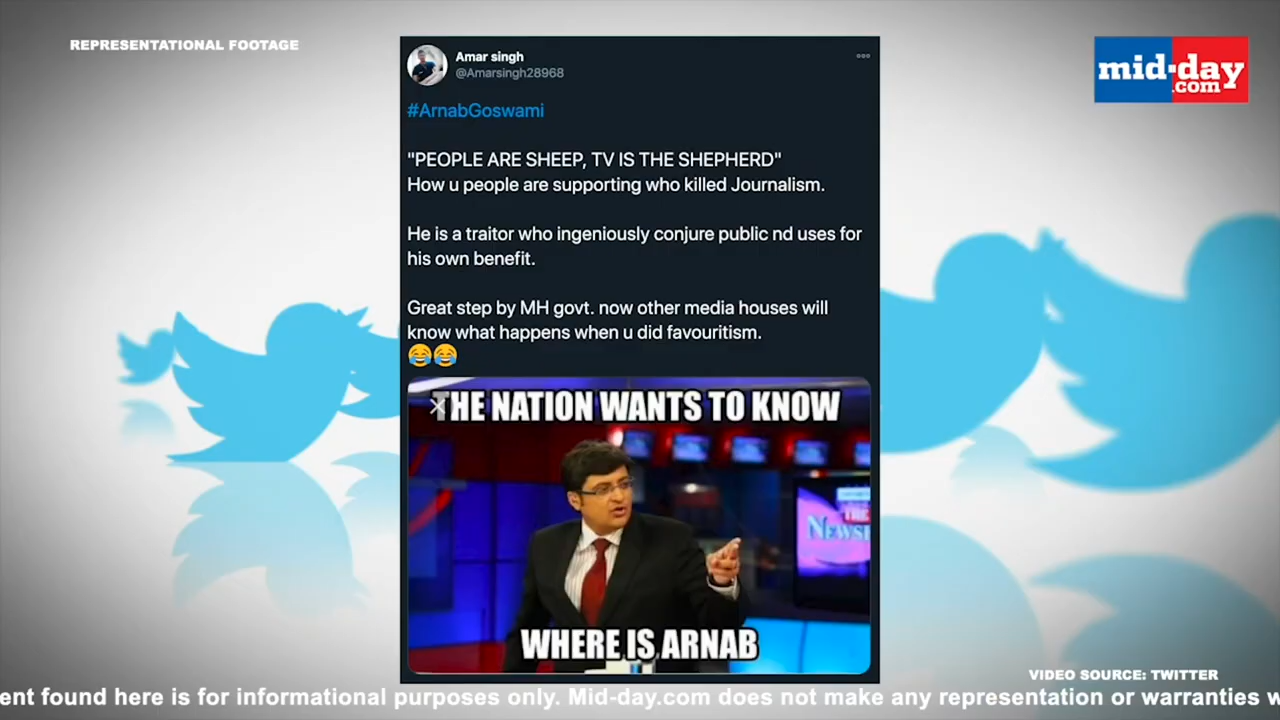 REPRESENTATIONAL FOOTAGE
mid-day
.com
Amar singh
@Amarsingh28968
#ArnabGoswami
"PEOPLE ARE SHEEP, TV IS THE SHEPHERD"
How u people are supporting who killed Journalism.
He is a traitor who ingeniously conjure public nd uses for
his own benefit.
Great step by MH govt. now other media houses will
know what happens when u did favouritism.
😂😂
THE NATION WANTS TO KNOW
THE
NEWSH
WHERE IS ARNAB
VIDEO SOURCE: TWITTER
ent found here is for informational purposes only. Mid-day.com does not make any representation or warranties w